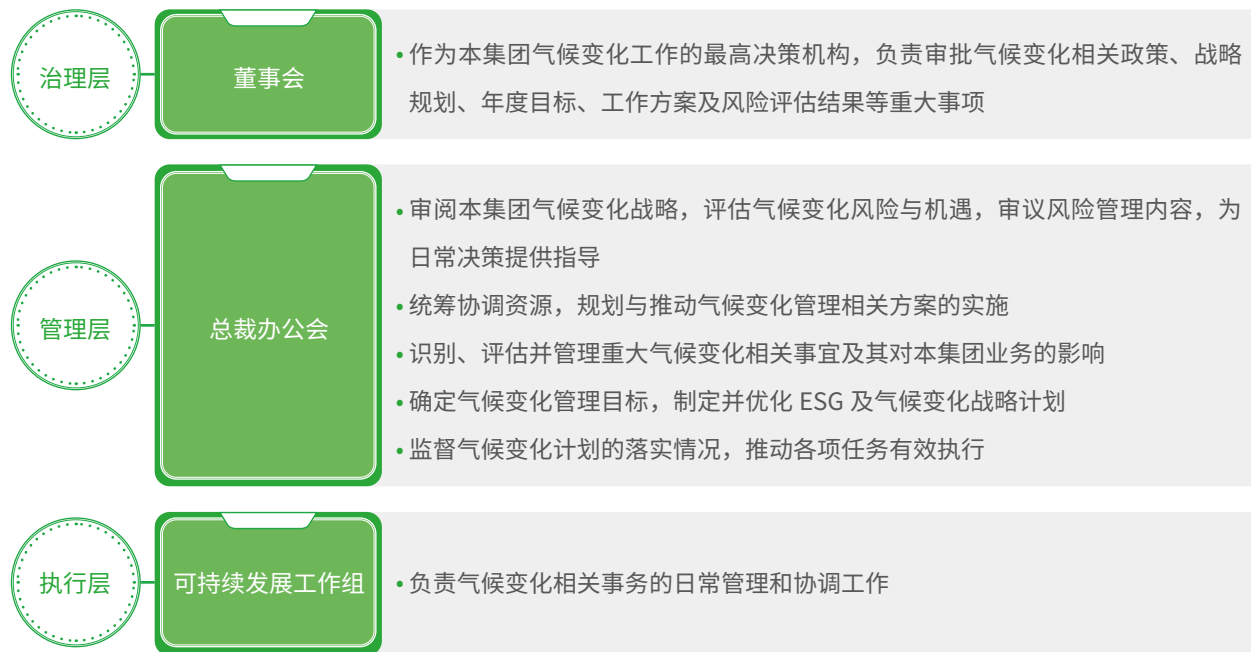 治理层
董事会
• 作为本集团气候变化工作的最高决策机构，负责审批气候变化相关政策、战略
规划、年度目标、工作方案及风险评估结果等重大事项
管理层
总裁办公会
• 审阅本集团气候变化战略，评估气候变化风险与机遇，审议风险管理内容，为
日常决策提供指导
• 统筹协调资源，规划与推动气候变化管理相关方案的实施
• 识别、评估并管理重大气候变化相关事宜及其对本集团业务的影响
• 确定气候变化管理目标，制定并优化 ESG 及气候变化战略计划
• 监督气候变化计划的落实情况，推动各项任务有效执行
执行层
可持续发展工作组
• 负责气候变化相关事务的日常管理和协调工作